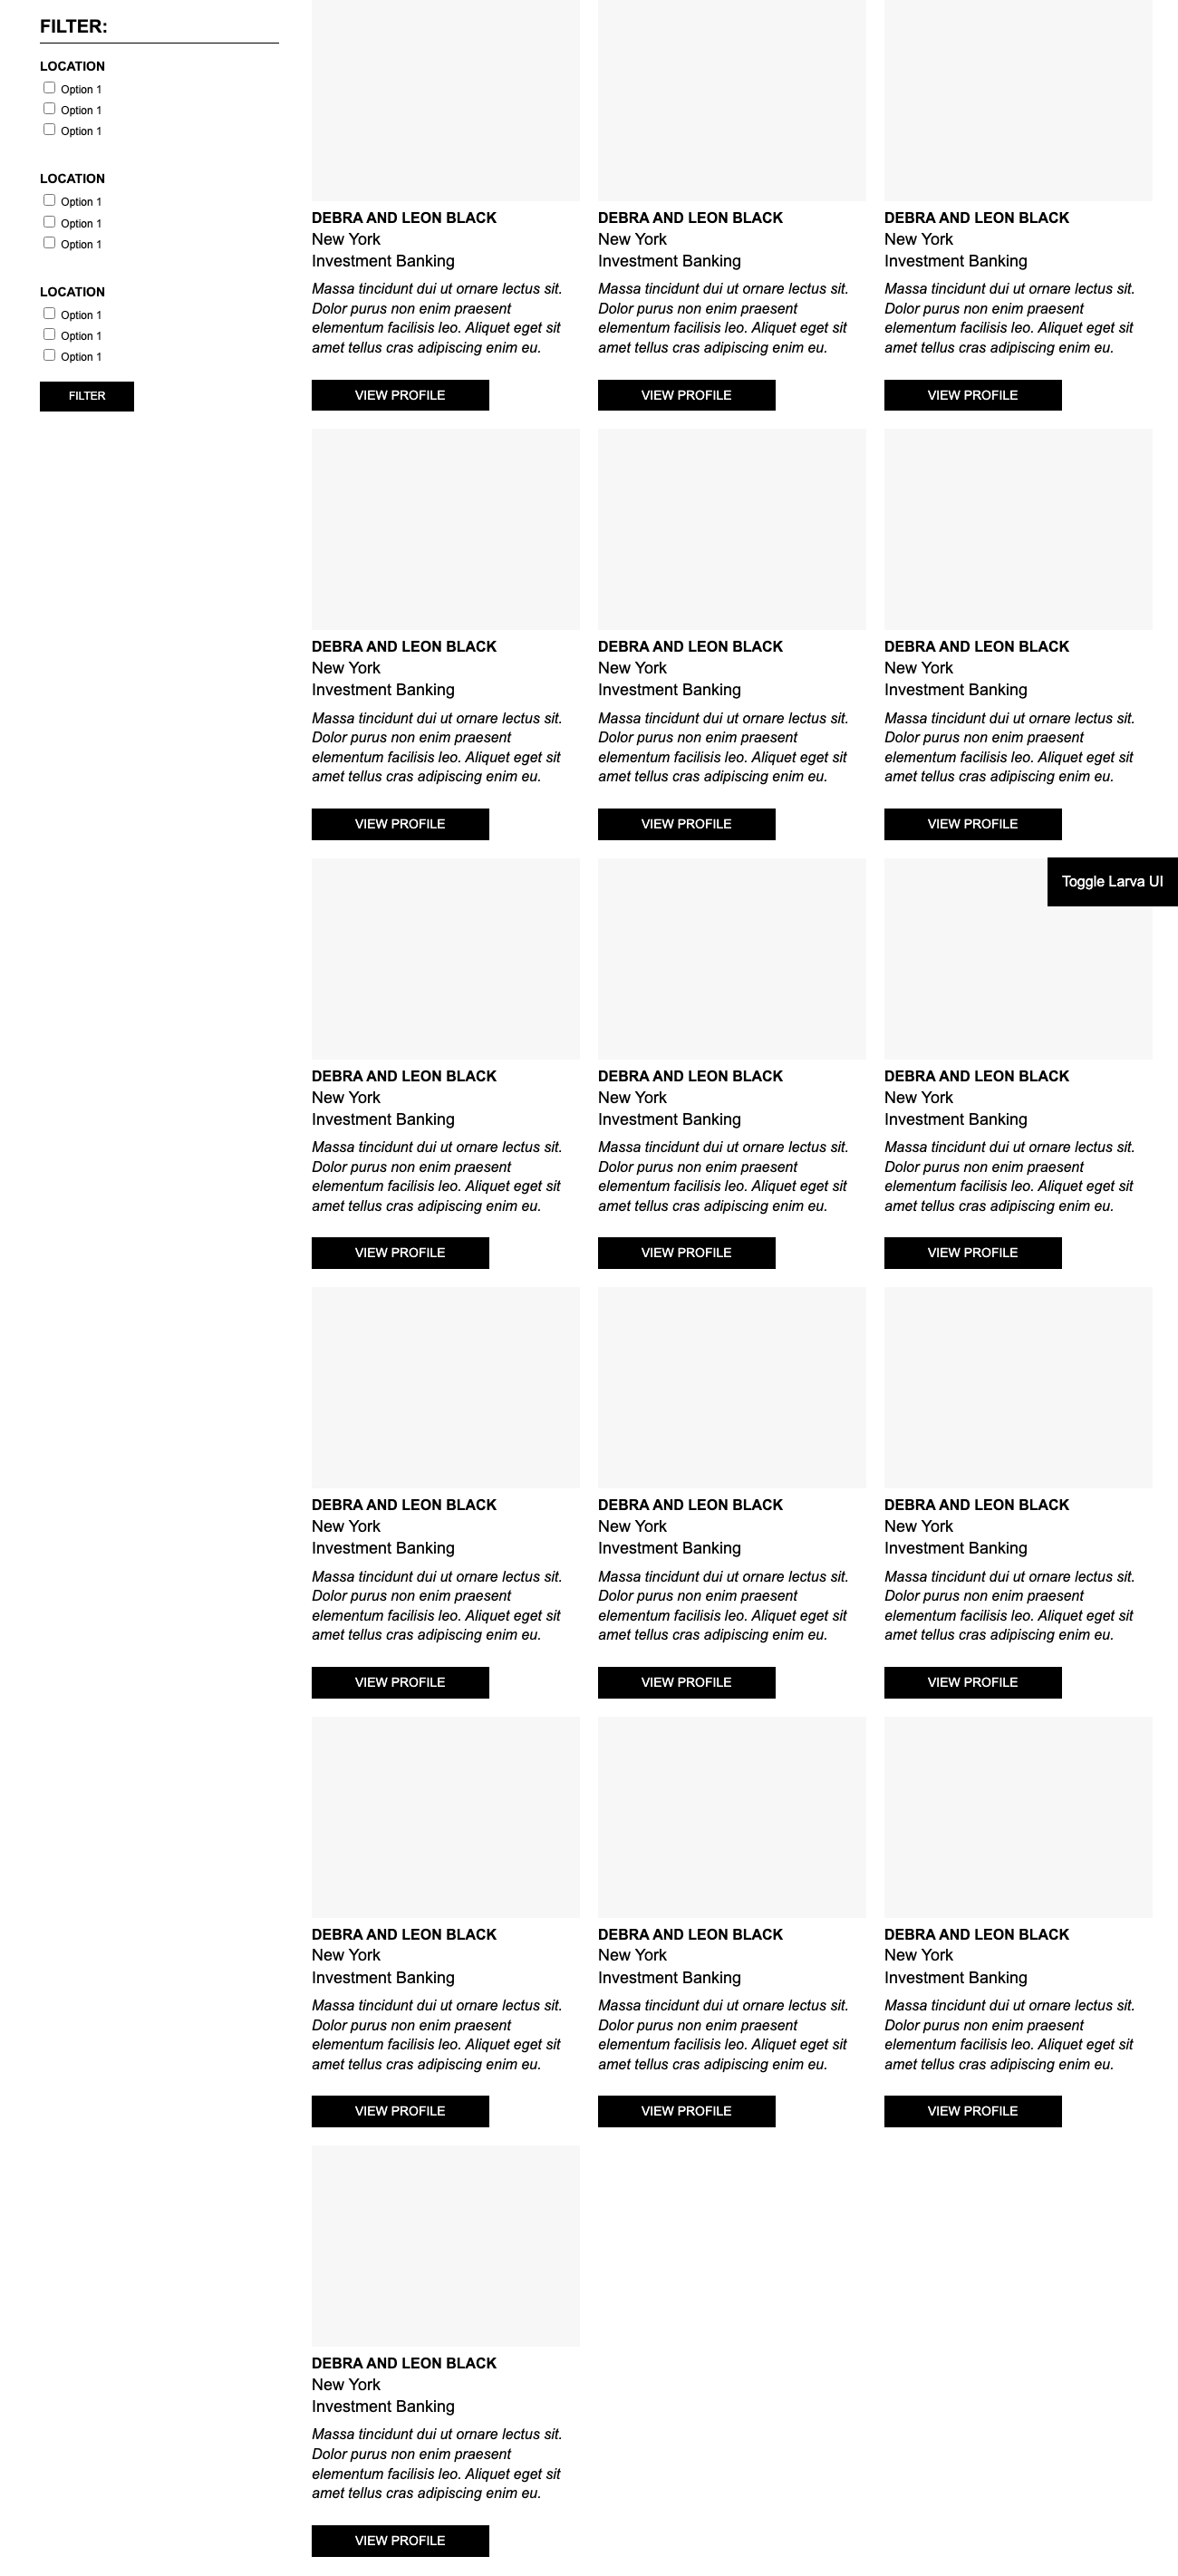 FILTER:
LOCATION
Option 1
Option 1
Option 1
LOCATION
Option 1
Option 1
Option 1
LOCATION
Option 1
Option 1
Option 1
FILTER
DEBRA AND LEON BLACK
New York
Investment Banking
Massa tincidunt dui ut ornare lectus sit.
Dolor purus non enim praesent
elementum facilisis leo. Aliquet eget sit
amet tellus cras adipiscing enim eu.
VIEW PROFILE
DEBRA AND LEON BLACK
New York
Investment Banking
Massa tincidunt dui ut ornare lectus sit.
Dolor purus non enim praesent
elementum facilisis leo. Aliquet eget sit
amet tellus cras adipiscing enim eu.
VIEW PROFILE
DEBRA AND LEON BLACK
New York
Investment Banking
Massa tincidunt dui ut ornare lectus sit.
Dolor purus non enim praesent
elementum facilisis leo. Aliquet eget sit
amet tellus cras adipiscing enim eu.
VIEW PROFILE
DEBRA AND LEON BLACK
New York
Investment Banking
Massa tincidunt dui ut ornare lectus sit.
Dolor purus non enim praesent
elementum facilisis leo. Aliquet eget sit
amet tellus cras adipiscing enim eu.
VIEW PROFILE
DEBRA AND LEON BLACK
New York
Investment Banking
Massa tincidunt dui ut ornare lectus sit.
Dolor purus non enim praesent
elementum facilisis leo. Aliquet eget sit
amet tellus cras adipiscing enim eu.
VIEW PROFILE
DEBRA AND LEON BLACK
New York
Investment Banking
Massa tincidunt dui ut ornare lectus sit.
Dolor purus non enim praesent
elementum facilisis leo. Aliquet eget sit
amet tellus cras adipiscing enim eu.
VIEW PROFILE
Toggle Larva UI
DEBRA AND LEON BLACK
New York
Investment Banking
Massa tincidunt dui ut ornare lectus sit.
Dolor purus non enim praesent
elementum facilisis leo. Aliquet eget sit
amet tellus cras adipiscing enim eu.
VIEW PROFILE
DEBRA AND LEON BLACK
New York
Investment Banking
Massa tincidunt dui ut ornare lectus sit.
Dolor purus non enim praesent
elementum facilisis leo. Aliquet eget sit
amet tellus cras adipiscing enim eu.
VIEW PROFILE
DEBRA AND LEON BLACK
New York
Investment Banking
Massa tincidunt dui ut ornare lectus sit.
Dolor purus non enim praesent
elementum facilisis leo. Aliquet eget sit
amet tellus cras adipiscing enim eu.
VIEW PROFILE
DEBRA AND LEON BLACK
New York
Investment Banking
Massa tincidunt dui ut ornare lectus sit.
Dolor purus non enim praesent
elementum facilisis leo. Aliquet eget sit
amet tellus cras adipiscing enim eu.
VIEW PROFILE
DEBRA AND LEON BLACK
New York
Investment Banking
Massa tincidunt dui ut ornare lectus sit.
Dolor purus non enim praesent
elementum facilisis leo. Aliquet eget sit
amet tellus cras adipiscing enim eu.
VIEW PROFILE
DEBRA AND LEON BLACK
New York
Investment Banking
Massa tincidunt dui ut ornare lectus sit.
Dolor purus non enim praesent
elementum facilisis leo. Aliquet eget sit
amet tellus cras adipiscing enim eu.
VIEW PROFILE
DEBRA AND LEON BLACK
New York
Investment Banking
Massa tincidunt dui ut ornare lectus sit.
Dolor purus non enim praesent
elementum facilisis leo. Aliquet eget sit
amet tellus cras adipiscing enim eu.
VIEW PROFILE
DEBRA AND LEON BLACK
New York
Investment Banking
Massa tincidunt dui ut ornare lectus sit.
Dolor purus non enim praesent
elementum facilisis leo. Aliquet eget sit
amet tellus cras adipiscing enim eu.
VIEW PROFILE
DEBRA AND LEON BLACK
New York
Investment Banking
Massa tincidunt dui ut ornare lectus sit.
Dolor purus non enim praesent
elementum facilisis leo. Aliquet eget sit
amet tellus cras adipiscing enim eu.
VIEW PROFILE
DEBRA AND LEON BLACK
New York
Investment Banking
Massa tincidunt dui ut ornare lectus sit.
Dolor purus non enim praesent
elementum facilisis leo. Aliquet eget sit
amet tellus cras adipiscing enim eu.
VIEW PROFILE